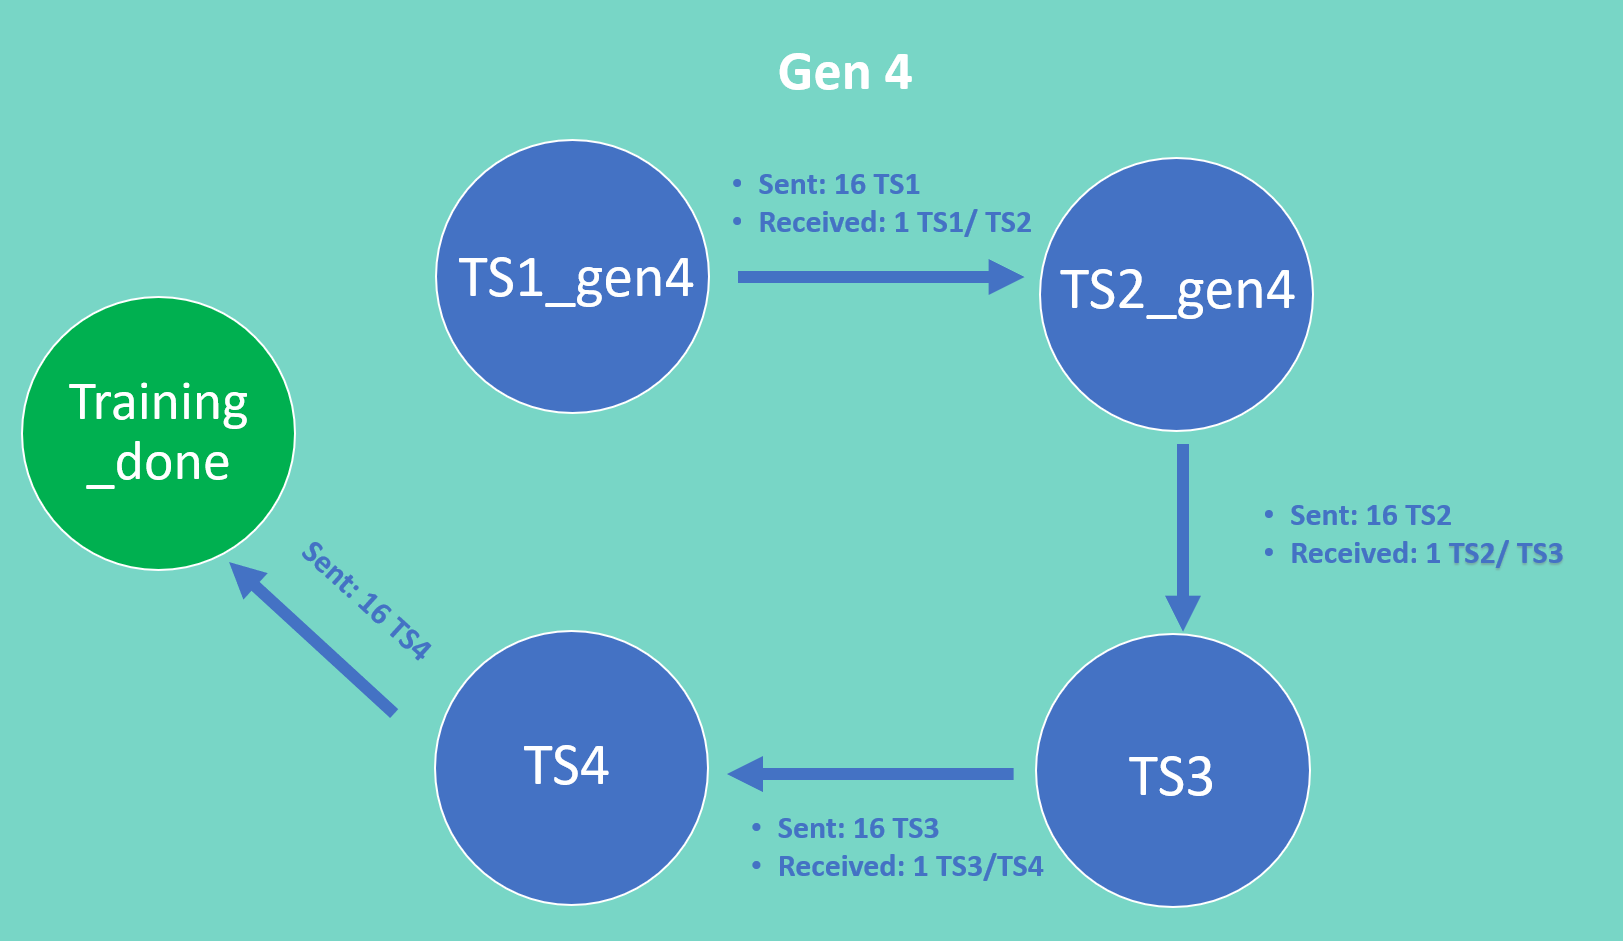 Gen 4
TS1_gen4
• Sent: 16 TS1
• Received: 1 TS1/ TS2
TS2_gen4
• Sent: 16 TS2
• Received: 1 TS2/ TS3
TS3
• Sent: 16 TS3
• Received: 1 TS3/TS4
TS4
Sent: 16 TS4
Training
_done